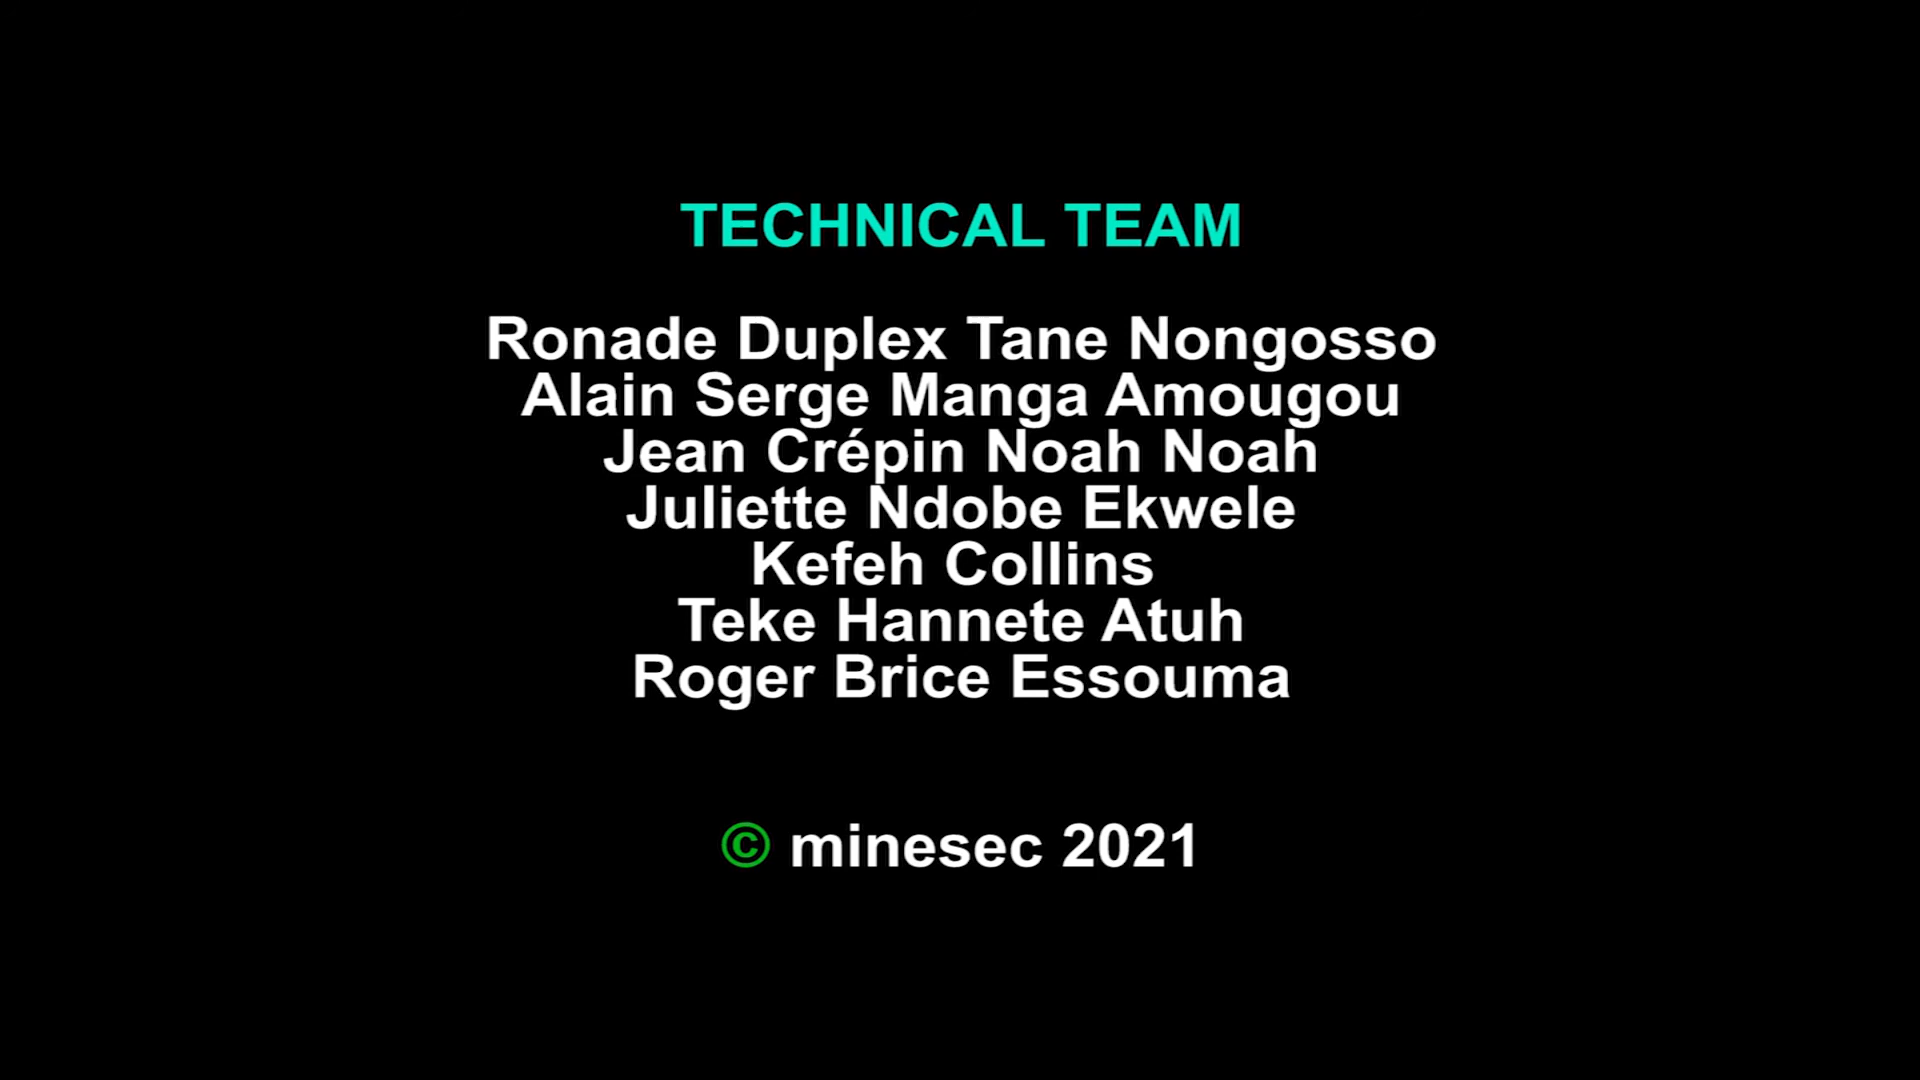 TECHNICAL TEAM
Ronade Duplex Tane Nongosso
Alain Serge Manga Amougou
Jean Crépin Noah Noah
Juliette Ndobe Ekwele
Kefeh Collins
Teke Hannete Atuh
Roger Brice Essouma
© minesec 2021